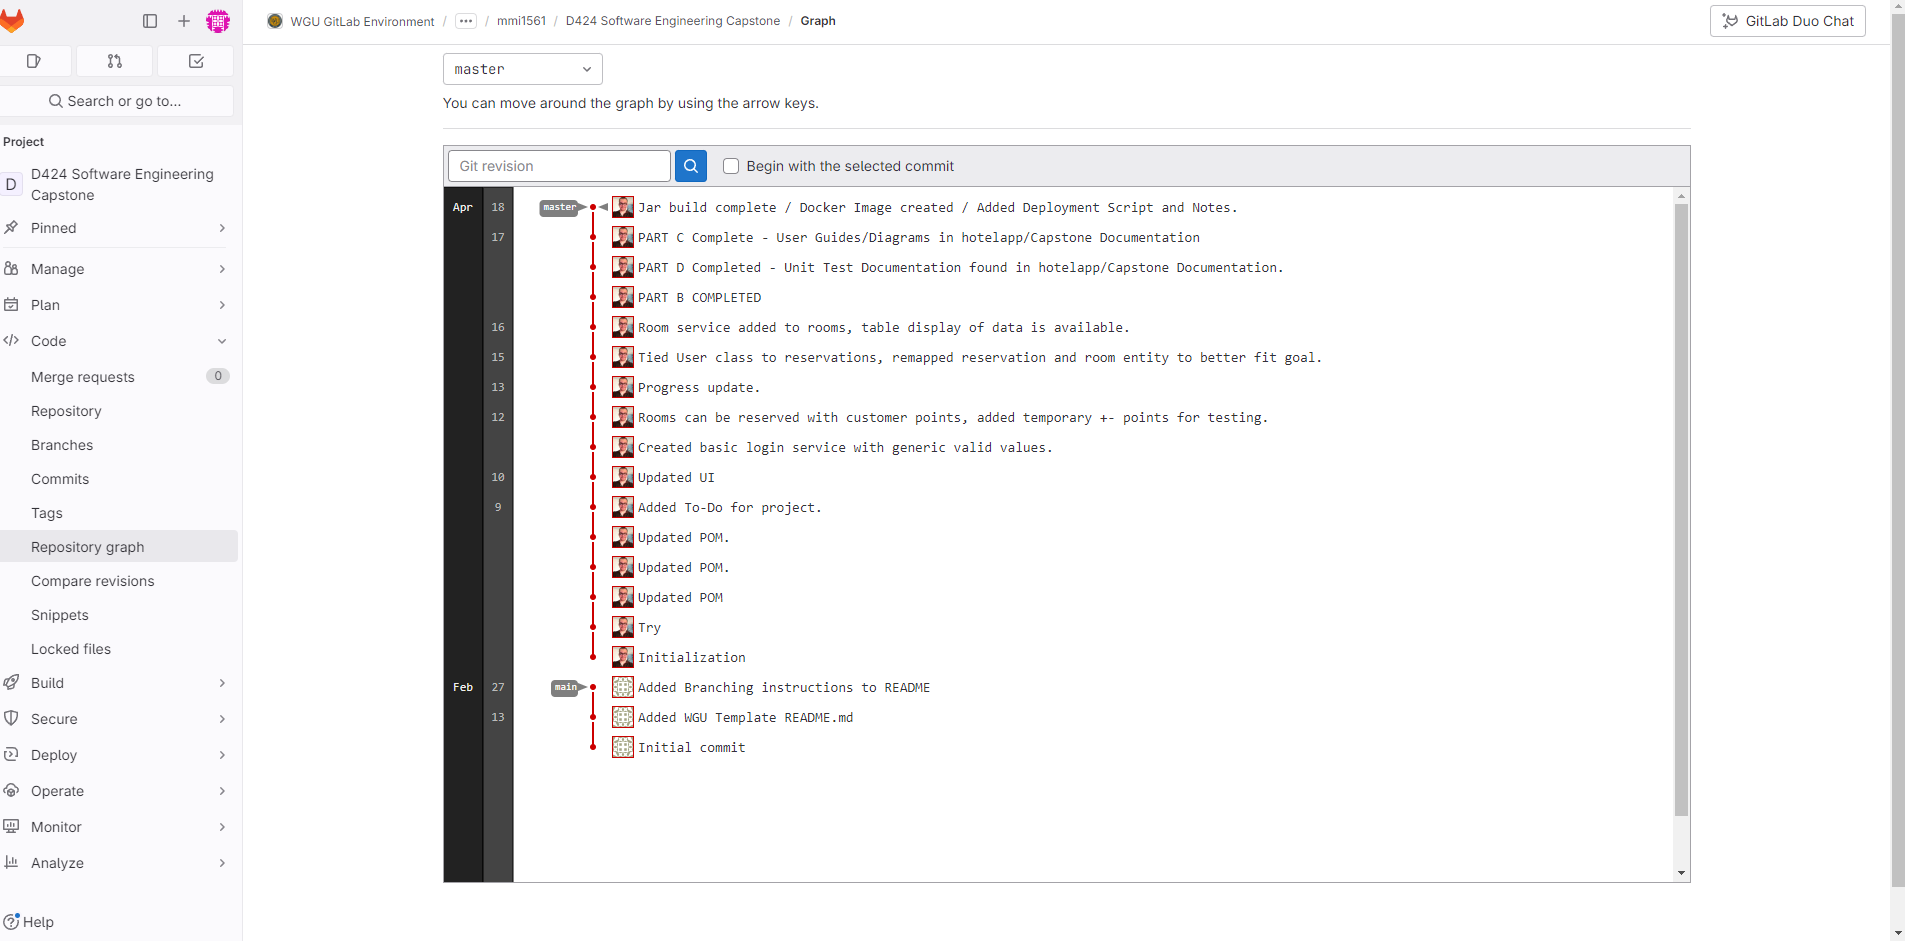 WGU GitLab Environment / ••• / mmi1561 / D424 Software Engineering Capstone / Graph
GitLab Duo Chat
Search or go to...
Project
D
D424 Software Engineering
Capstone
Pinned
Manage
Plan
Code
Merge requests 0
Repository
Branches
Commits
Tags
Repository graph
Compare revisions
Snippets
Locked files
Build
Secure
Deploy
Operate
Monitor
Analyze
Help
master
You can move around the graph by using the arrow keys.
Git revision
Begin with the selected commit
Apr 18 master Jar build complete / Docker Image created / Added Deployment Script and Notes.
17 PART C Complete - User Guides/Diagrams in hotelapp/Capstone Documentation
PART D Completed - Unit Test Documentation found in hotelapp/Capstone Documentation.
PART B COMPLETED
16 Room service added to rooms, table display of data is available.
15 Tied User class to reservations, remapped reservation and room entity to better fit goal.
13 Progress update.
12 Rooms can be reserved with customer points, added temporary +- points for testing.
Created basic login service with generic valid values.
10 Updated UI
9 Added To-Do for project.
Updated POM.
Updated POM.
Updated POM
Try
Initialization
Feb 27 main Added Branching instructions to README
13 Added WGU Template README.md
Initial commit